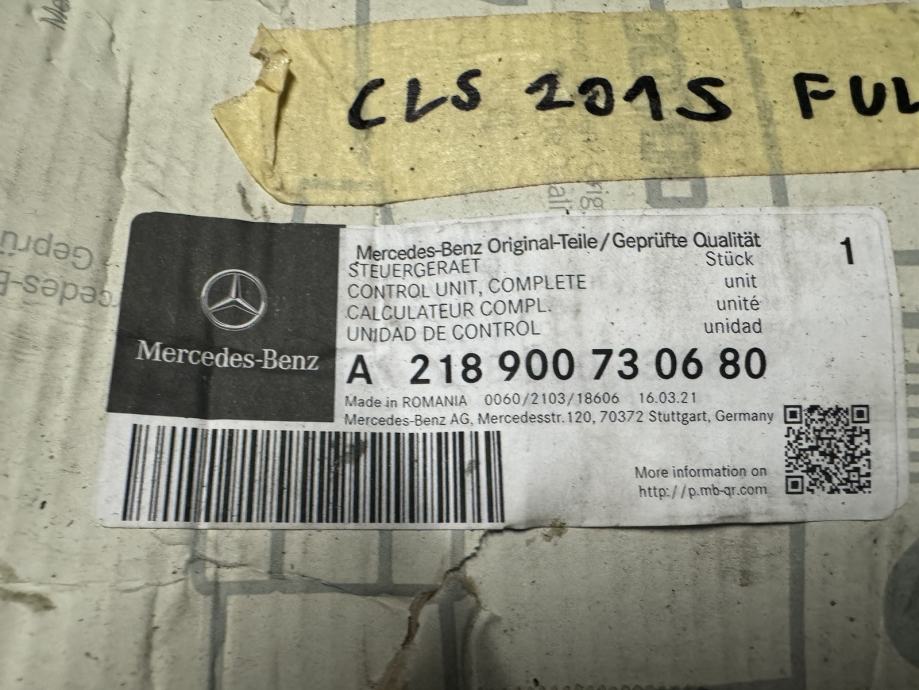 CLS 2015 FUL
Mercedes-Benz Original-Teile/Geprüfte Qualität
1
STEUERGERAET Stück
CONTROL UNIT, COMPLETE unit
CALCULATEUR COMPL. unité
UNIDAD DE CONTROL unidad
Mercedes-Benz
A 218 900 73 06 80
Made in ROMANIA 0060/2103/18606 16.03.21
Mercedes-Benz AG, Mercedesstr. 120, 70372 Stuttgart, Germany
More information on
http://p.mb-qr.com
Geprü
rcedes-B